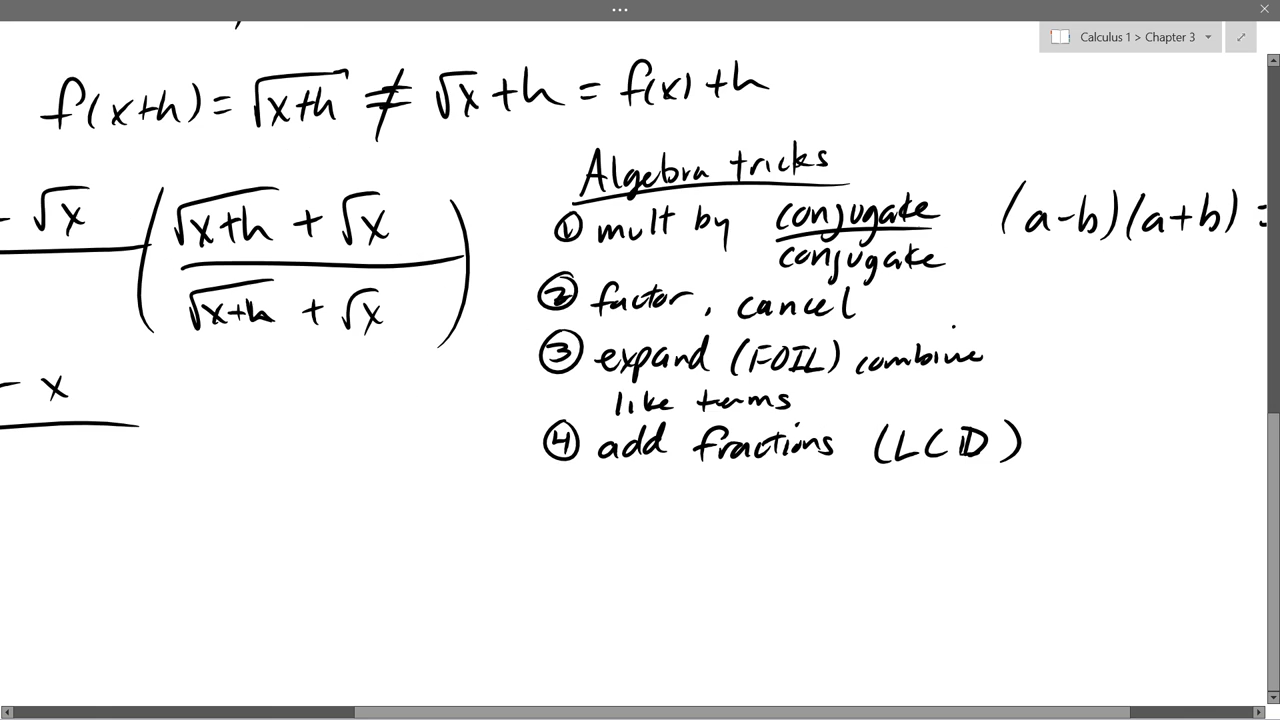 Calculus 1 > Chapter 3
f(x+h) = √(x+h) ≠ √x + h = f(x) + h
Algebra tricks
① mult by conjugate/conjugate (a-b)(a+b) =
② factor, cancel
③ expand (FOIL) combine
like terms
④ add fractions (LCD)
- √x ( (√(x+h) + √x) / (√(x+h) + √x) )
- x